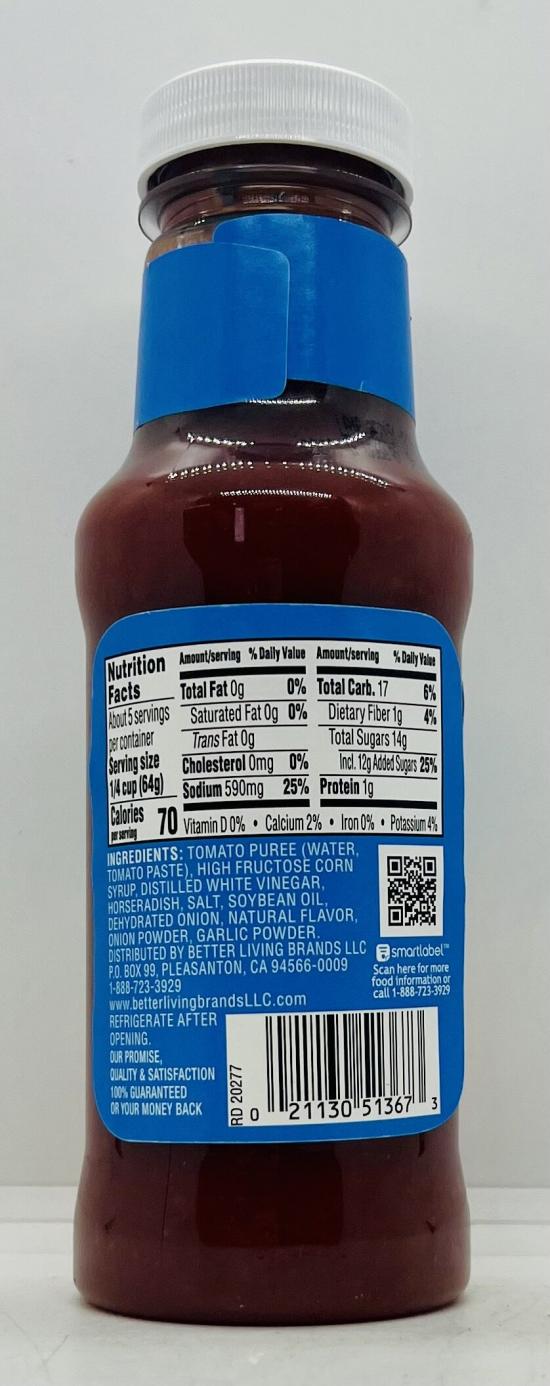 Nutrition Facts
About 5 servings per container
Serving size
1/4 cup (64g)
Calories per serving 70
Amount/serving % Daily Value
Total Fat 0g 0%
Saturated Fat 0g 0%
Trans Fat 0g
Cholesterol 0mg 0%
Sodium 590mg 25%
Amount/serving % Daily Value
Total Carb. 17 6%
Dietary Fiber 1g 4%
Total Sugars 14g
Incl. 12g Added Sugars 25%
Protein 1g
Vitamin D 0% • Calcium 2% • Iron 0% • Potassium 4%
INGREDIENTS: TOMATO PUREE (WATER,
TOMATO PASTE), HIGH FRUCTOSE CORN
SYRUP, DISTILLED WHITE VINEGAR,
HORSERADISH, SALT, SOYBEAN OIL,
DEHYDRATED ONION, NATURAL FLAVOR,
ONION POWDER, GARLIC POWDER.
DISTRIBUTED BY BETTER LIVING BRANDS LLC
P.O. BOX 99, PLEASANTON, CA 94566-0009
1-888-723-3929
www.betterlivingbrandsLLC.com
REFRIGERATE AFTER
OPENING.
OUR PROMISE,
QUALITY & SATISFACTION
100% GUARANTEED
OR YOUR MONEY BACK
smartlabel™
Scan here for more
food information or
call 1-888-723-3929
RD 20277
0 21130 51367 3